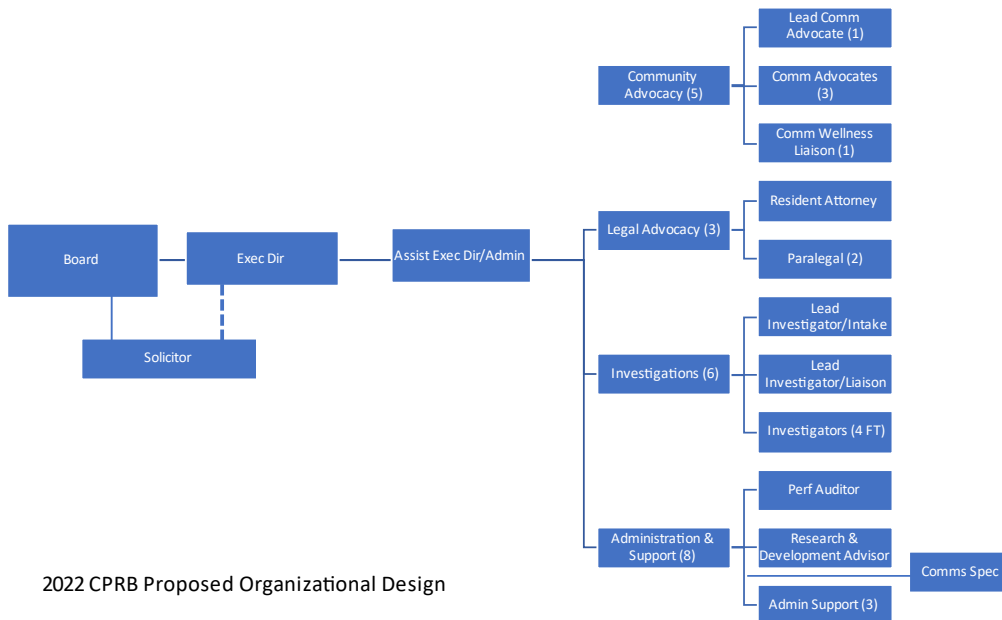 Lead Comm
Advocate (1)
Community
Advocacy (5)
Comm Advocates
(3)
Comm Wellness
Liaison (1)
Resident Attorney
Legal Advocacy (3)
Paralegal (2)
Board
Exec Dir
Assist Exec Dir/Admin
Solicitor
Lead
Investigator/Intake
Investigations (6)
Lead
Investigator/Liaison
Investigators (4 FT)
Perf Auditor
Administration &
Support (8)
Research &
Development Advisor
Comms Spec
Admin Support (3)
2022 CPRB Proposed Organizational Design